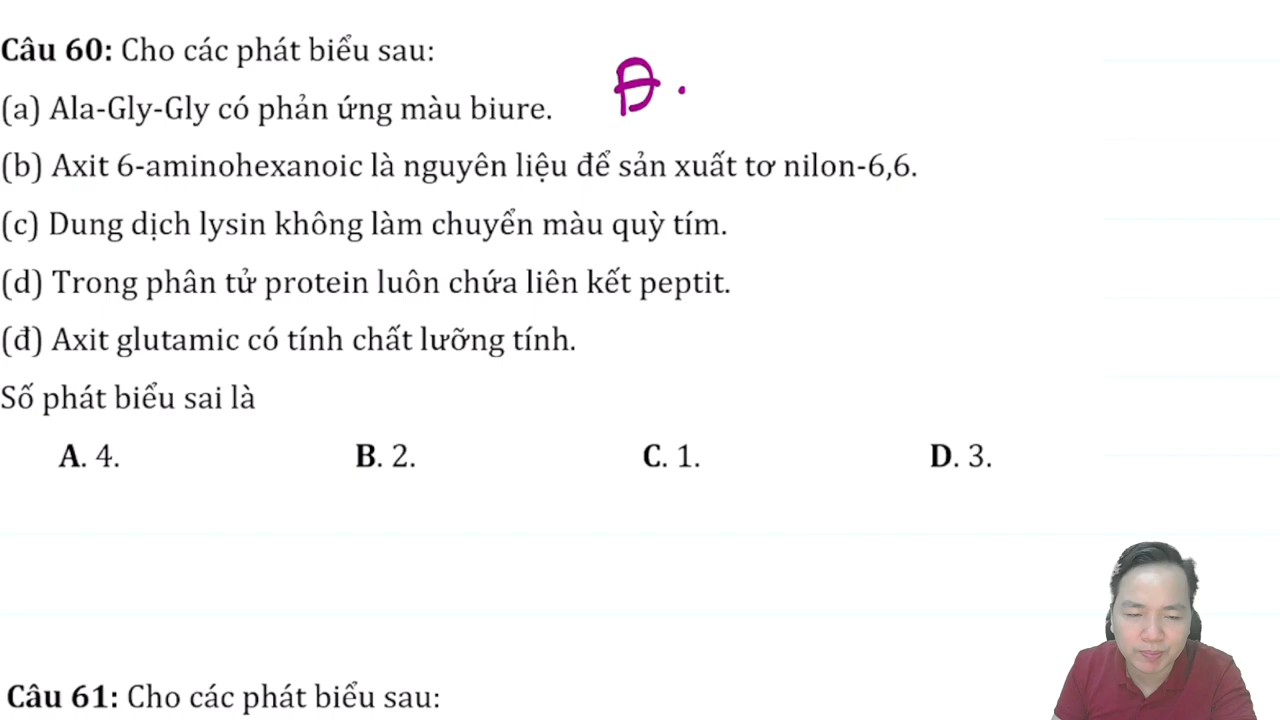 Câu 60: Cho các phát biểu sau:
(a) Ala-Gly-Gly có phản ứng màu biure.
(b) Axit 6-aminohexanoic là nguyên liệu để sản xuất tơ nilon-6,6.
(c) Dung dịch lysin không làm chuyển màu quỳ tím.
(d) Trong phân tử protein luôn chứa liên kết peptit.
(đ) Axit glutamic có tính chất lưỡng tính.
Số phát biểu sai là
A. 4. B. 2. C. 1. D. 3.
Câu 61: Cho các phát biểu sau: